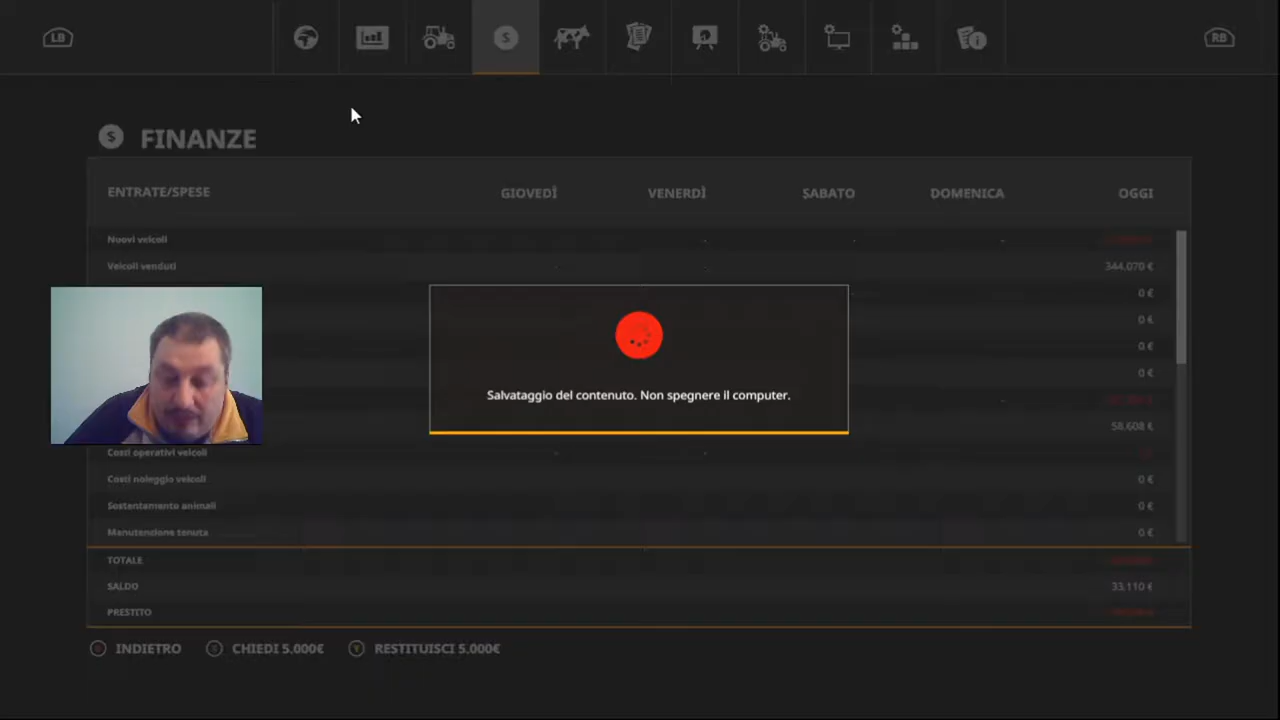 LB
RB
FINANZE
ENTRATE/SPESE GIOVEDÌ VENERDÌ SABATO DOMENICA OGGI
Nuovi veicoli - - -
Veicoli venduti - - 344.070 €
0 €
0 €
0 €
0 €
Salvataggio del contenuto. Non spegnere il computer.
58.608 €
Costi operativi veicoli - -
Costi noleggio veicoli 0 €
Sostentamento animali 0 €
Manutenzione tenuta 0 €
TOTALE
SALDO 33.110 €
PRESTITO
INDIETRO CHIEDI 5.000€ RESTITUISCI 5.000€